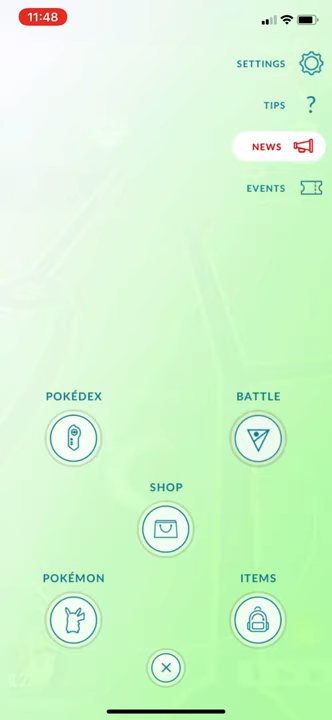 11:48
SETTINGS
TIPS
NEWS
EVENTS
POKÉDEX
BATTLE
SHOP
POKÉMON
ITEMS